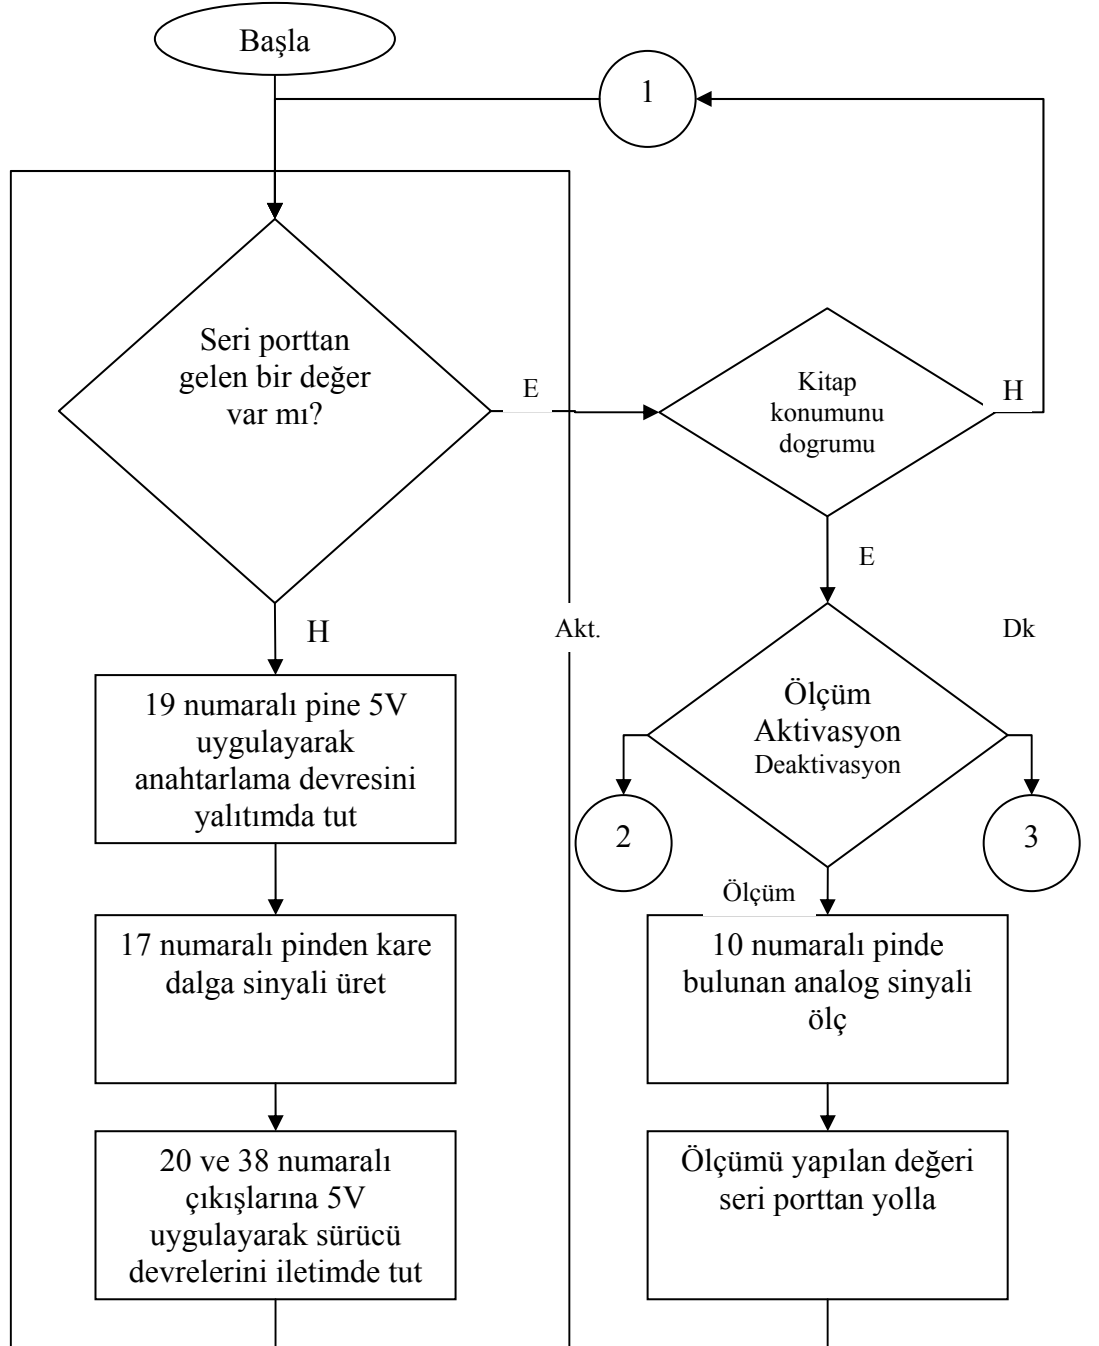 Başla
1
Seri porttan
gelen bir değer
var mı?
E
Kitap
konumunu
dogrumu
H
E
H
Akt.
Dk
Ölçüm
Aktivasyon
Deaktivasyon
19 numaralı pine 5V
uygulayarak
anahtarlama devresini
yalıtımda tut
2
3
Ölçüm
17 numaralı pinden kare
dalga sinyali üret
10 numaralı pinde
bulunan analog sinyali
ölç
20 ve 38 numaralı
çıkışlarına 5V
uygulayarak sürücü
devrelerini iletimde tut
Ölçümü yapılan değeri
seri porttan yolla